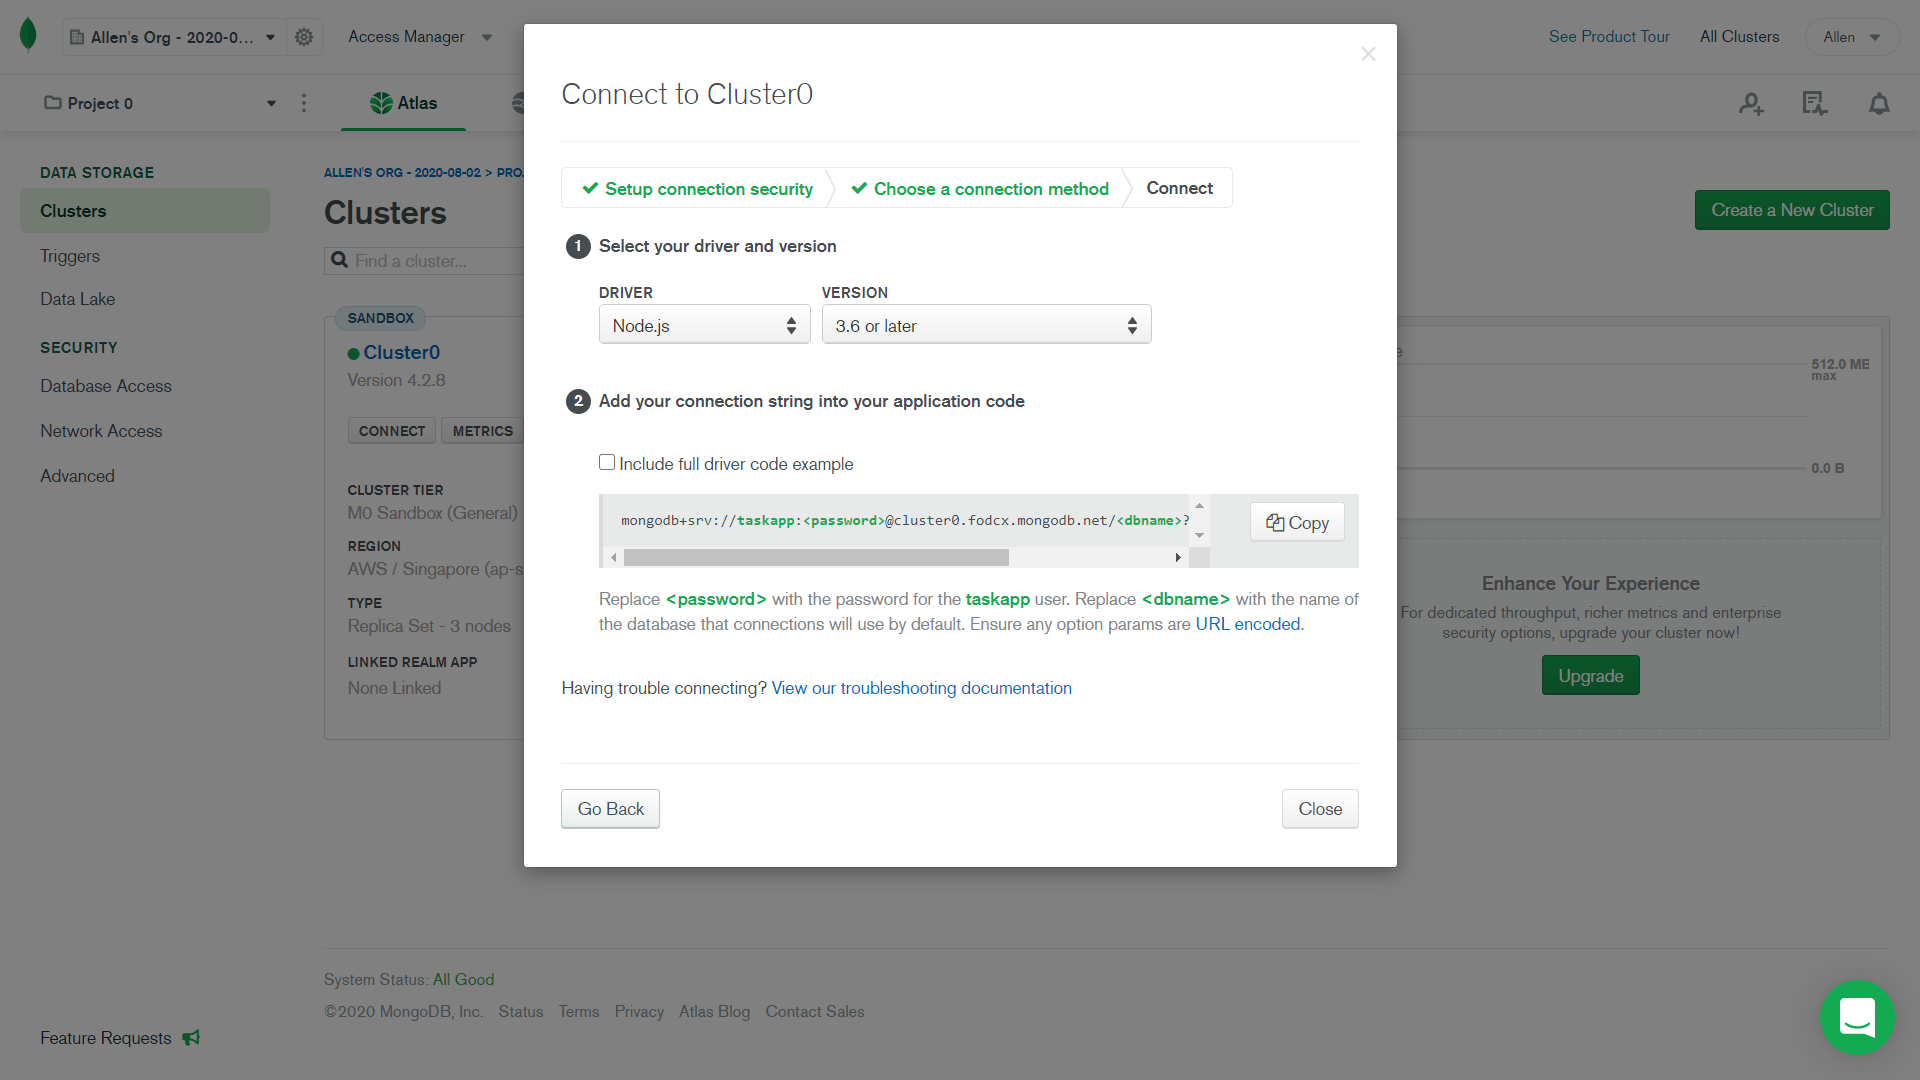 Allen's Org - 2020-0...
Access Manager
See Product Tour
All Clusters
Allen
Project 0
Atlas
DATA STORAGE
Clusters
Triggers
Data Lake
SECURITY
Database Access
Network Access
Advanced
Feature Requests
ALLEN'S ORG - 2020-08-02 > PRO
Clusters
Find a cluster...
Create a New Cluster
SANDBOX
Cluster0
Version 4.2.8
CONNECT
METRICS
CLUSTER TIER
M0 Sandbox (General)
REGION
AWS / Singapore (ap-s
TYPE
Replica Set - 3 nodes
LINKED REALM APP
None Linked
Connect to Cluster0
Setup connection security
Choose a connection method
Connect
1 Select your driver and version
DRIVER
VERSION
Node.js
3.6 or later
2 Add your connection string into your application code
Include full driver code example
mongodb+srv://taskapp:<password>@cluster0.fodcx.mongodb.net/<dbname>?
Copy
Replace <password> with the password for the taskapp user. Replace <dbname> with the name of
the database that connections will use by default. Ensure any option params are URL encoded.
Having trouble connecting? View our troubleshooting documentation
Go Back
Close
512.0 MB
max
0.0 B
Enhance Your Experience
For dedicated throughput, richer metrics and enterprise
security options, upgrade your cluster now!
Upgrade
System Status: All Good
©2020 MongoDB, Inc. Status Terms Privacy Atlas Blog Contact Sales